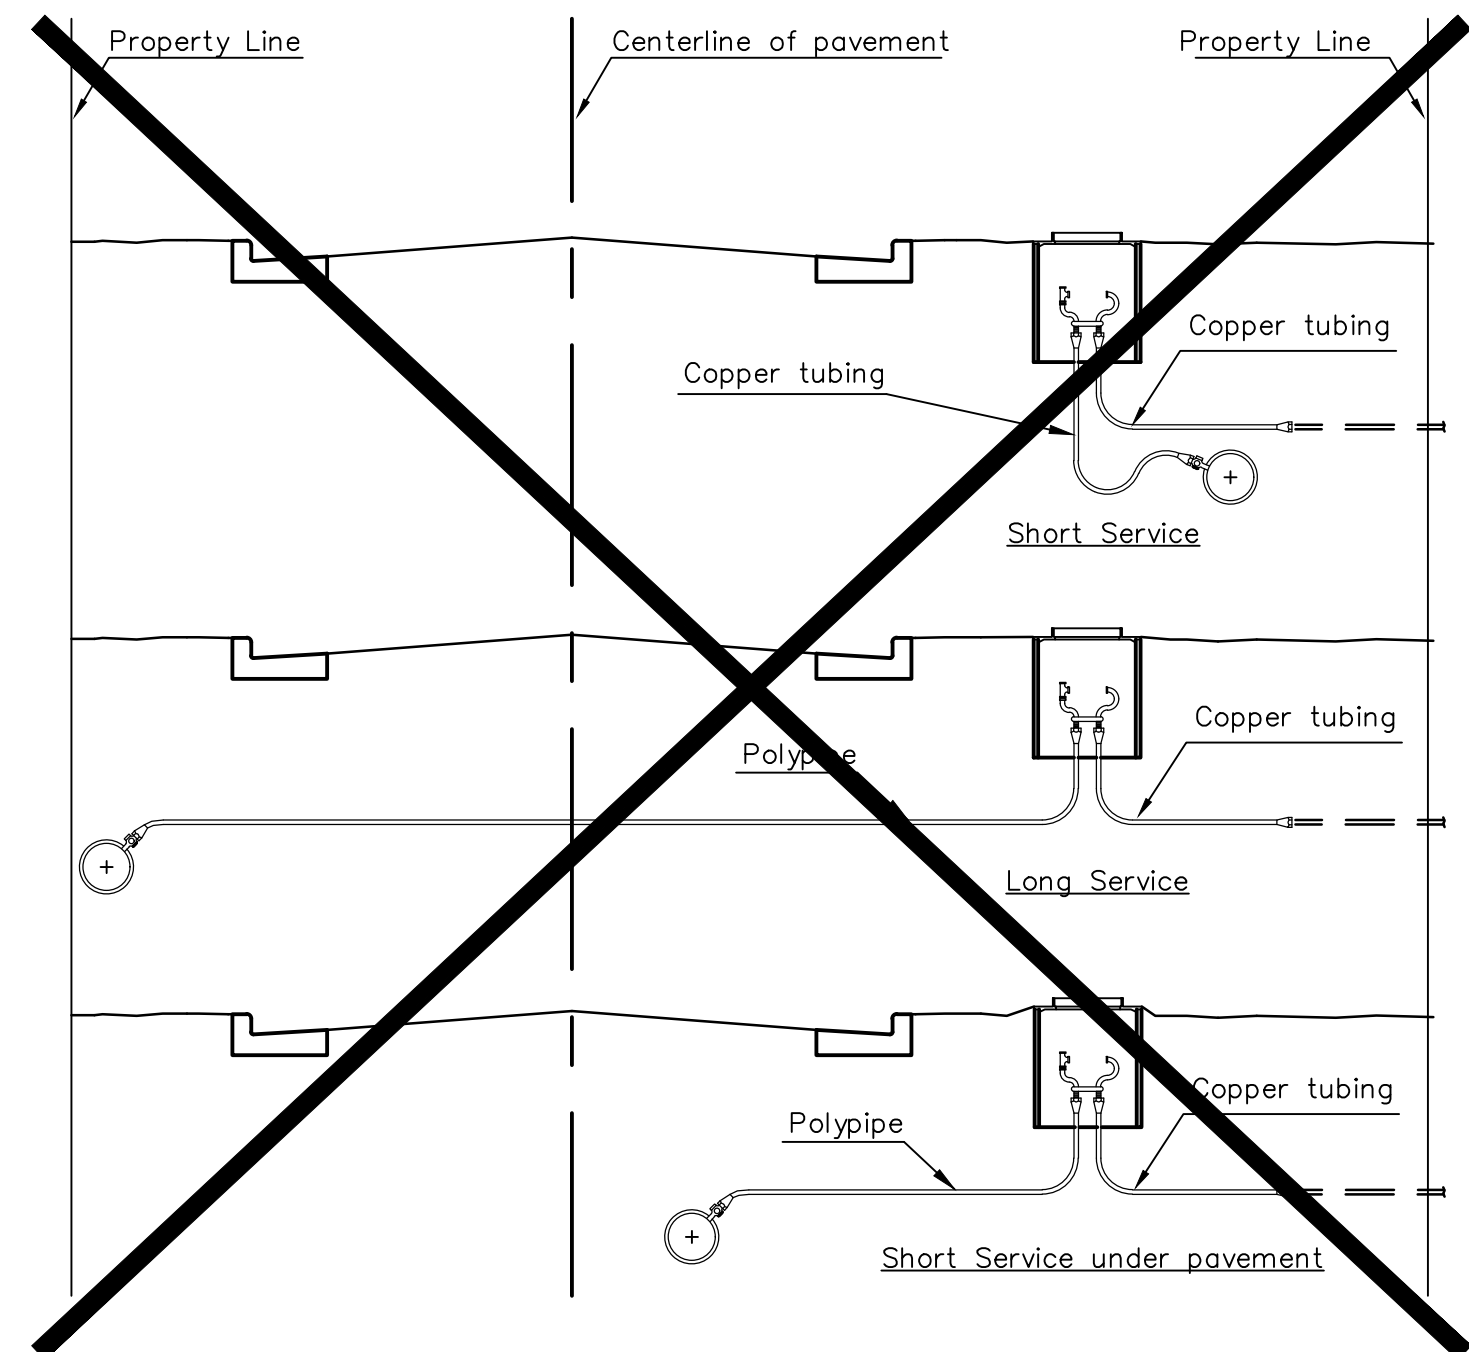 Property Line
Centerline of pavement
Property Line
Copper tubing
Copper tubing
Short Service
Copper tubing
Polypipe
Long Service
Copper tubing
Polypipe
Short Service under pavement